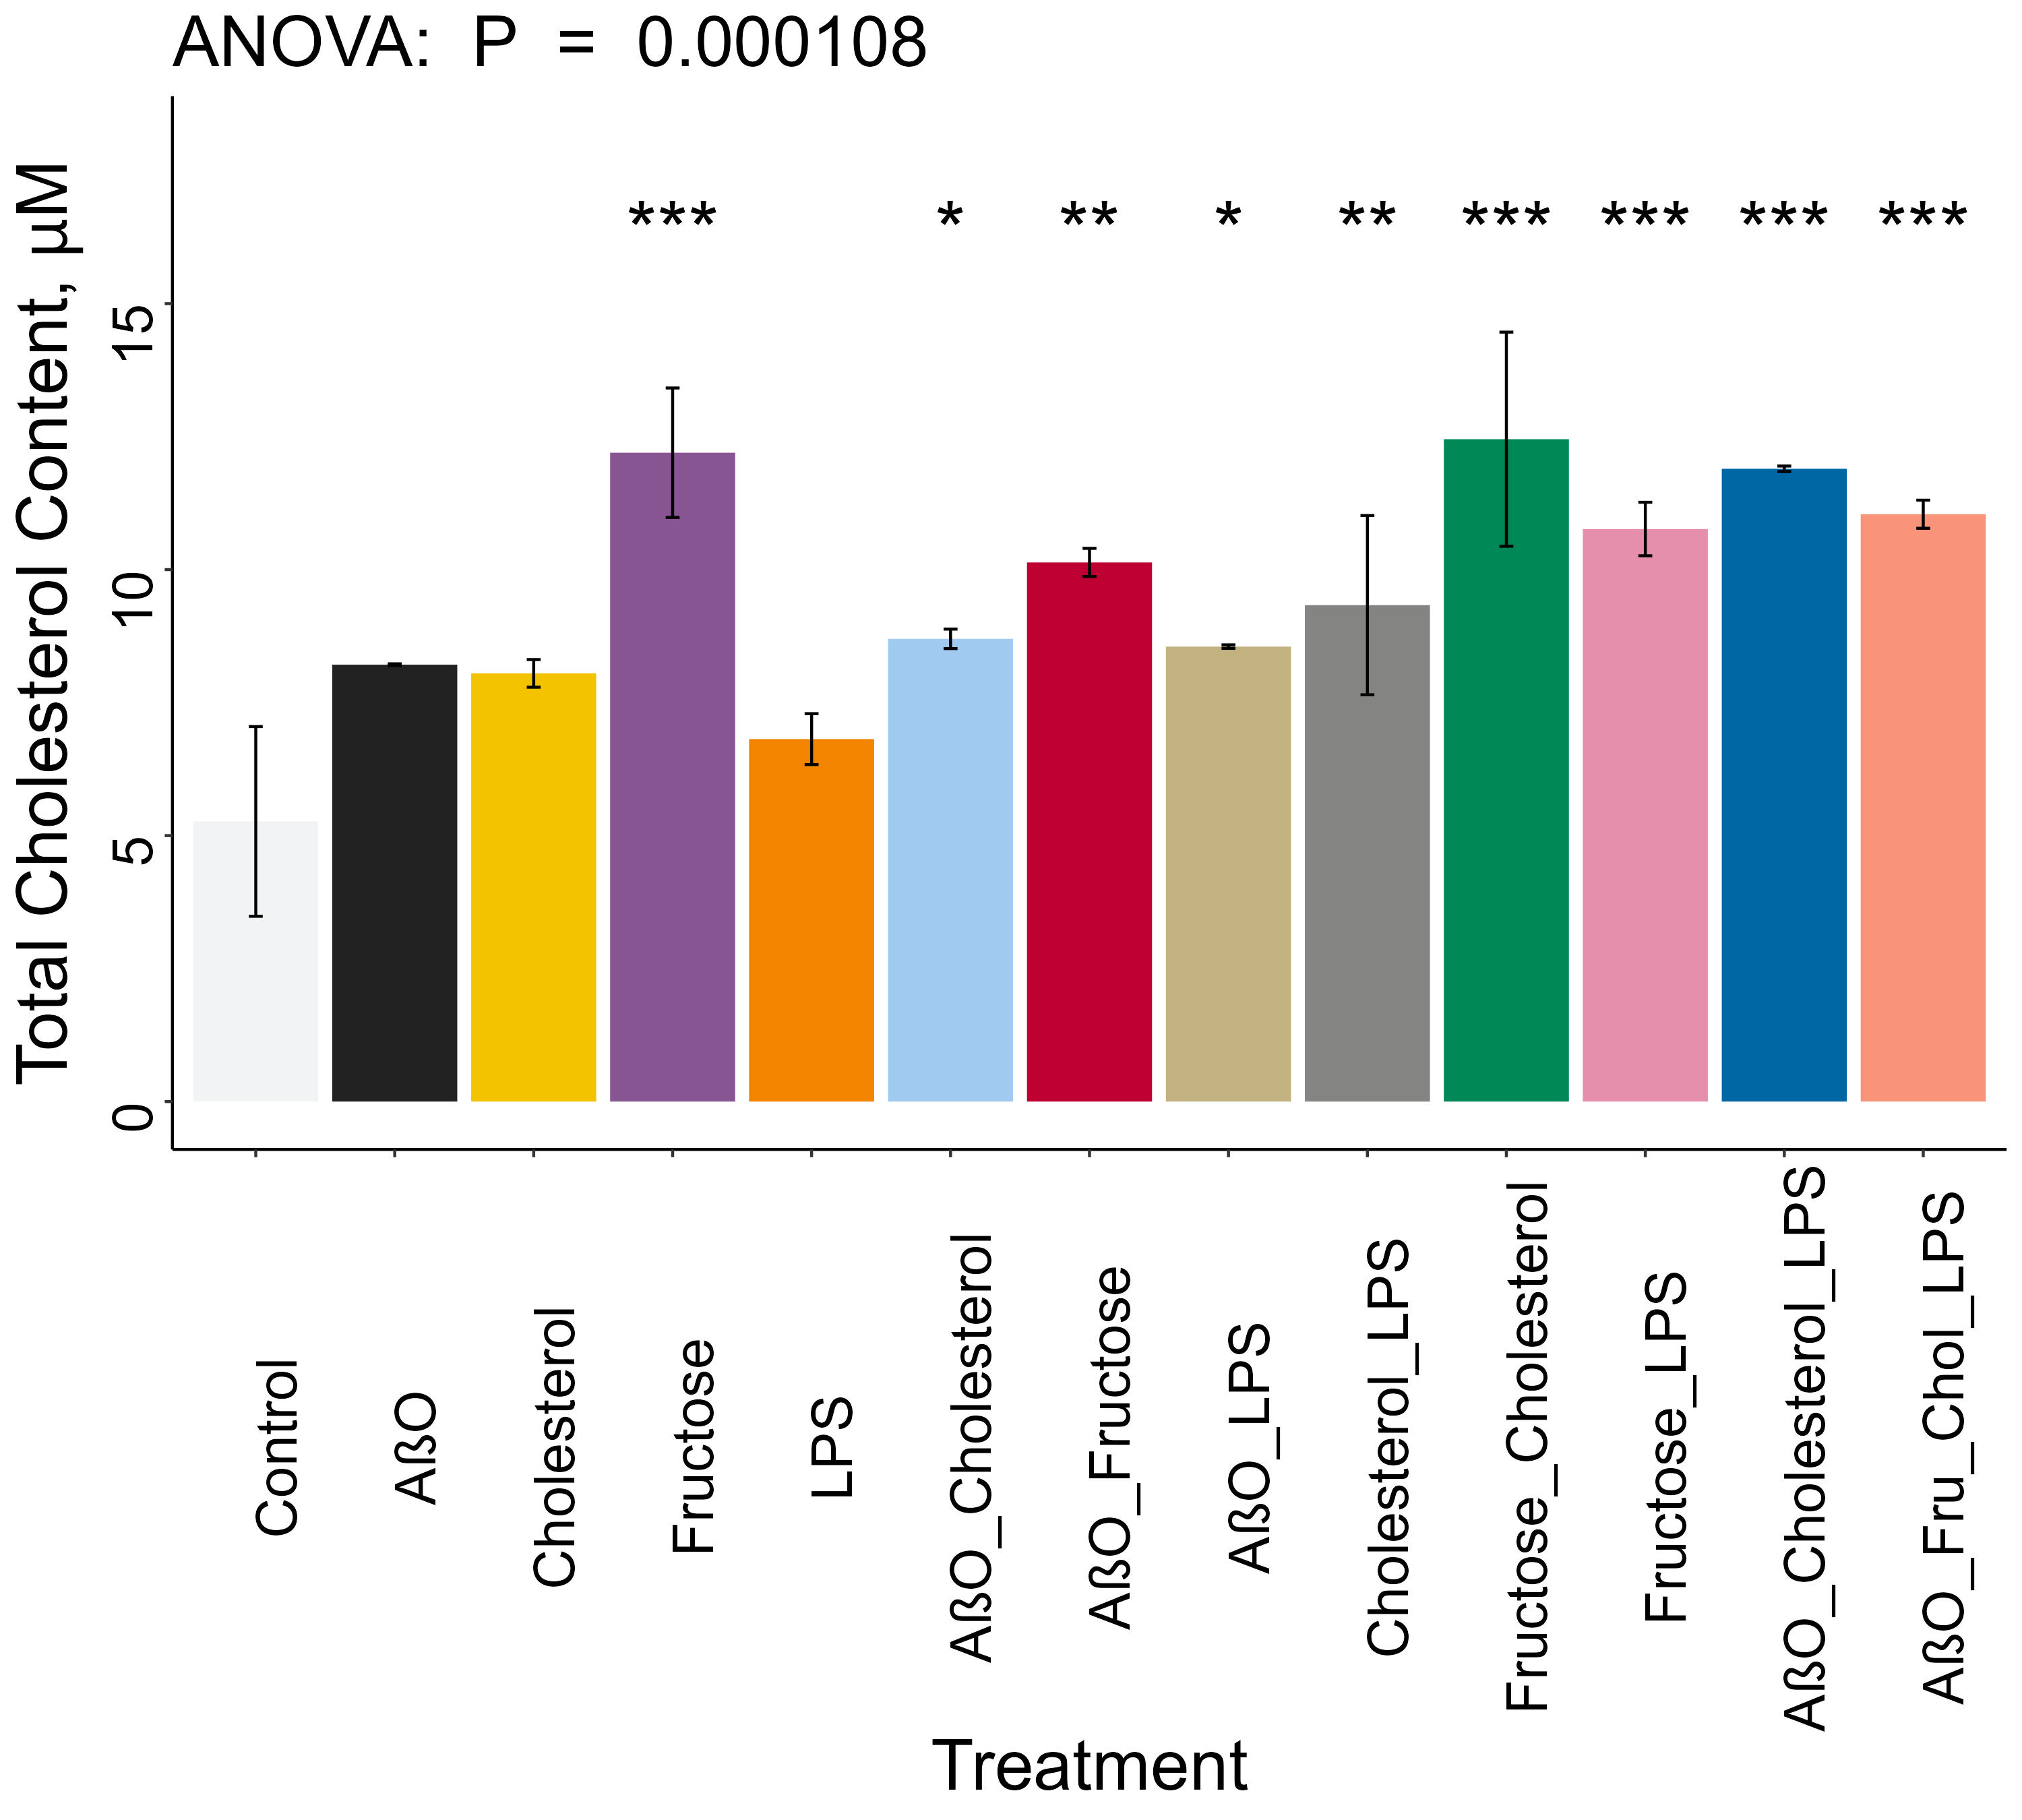 ANOVA: P = 0.000108
Total Cholesterol Content, µM
15
10
5
0
*** * ** * ** *** *** *** ***
Control
AßO
Cholesterol
Fructose
LPS
AßO_Cholesterol
AßO_Fructose
AßO_LPS
Cholesterol_LPS
Fructose_Cholesterol
Fructose_LPS
AßO_Cholesterol_LPS
AßO_Fru_Chol_LPS
Treatment